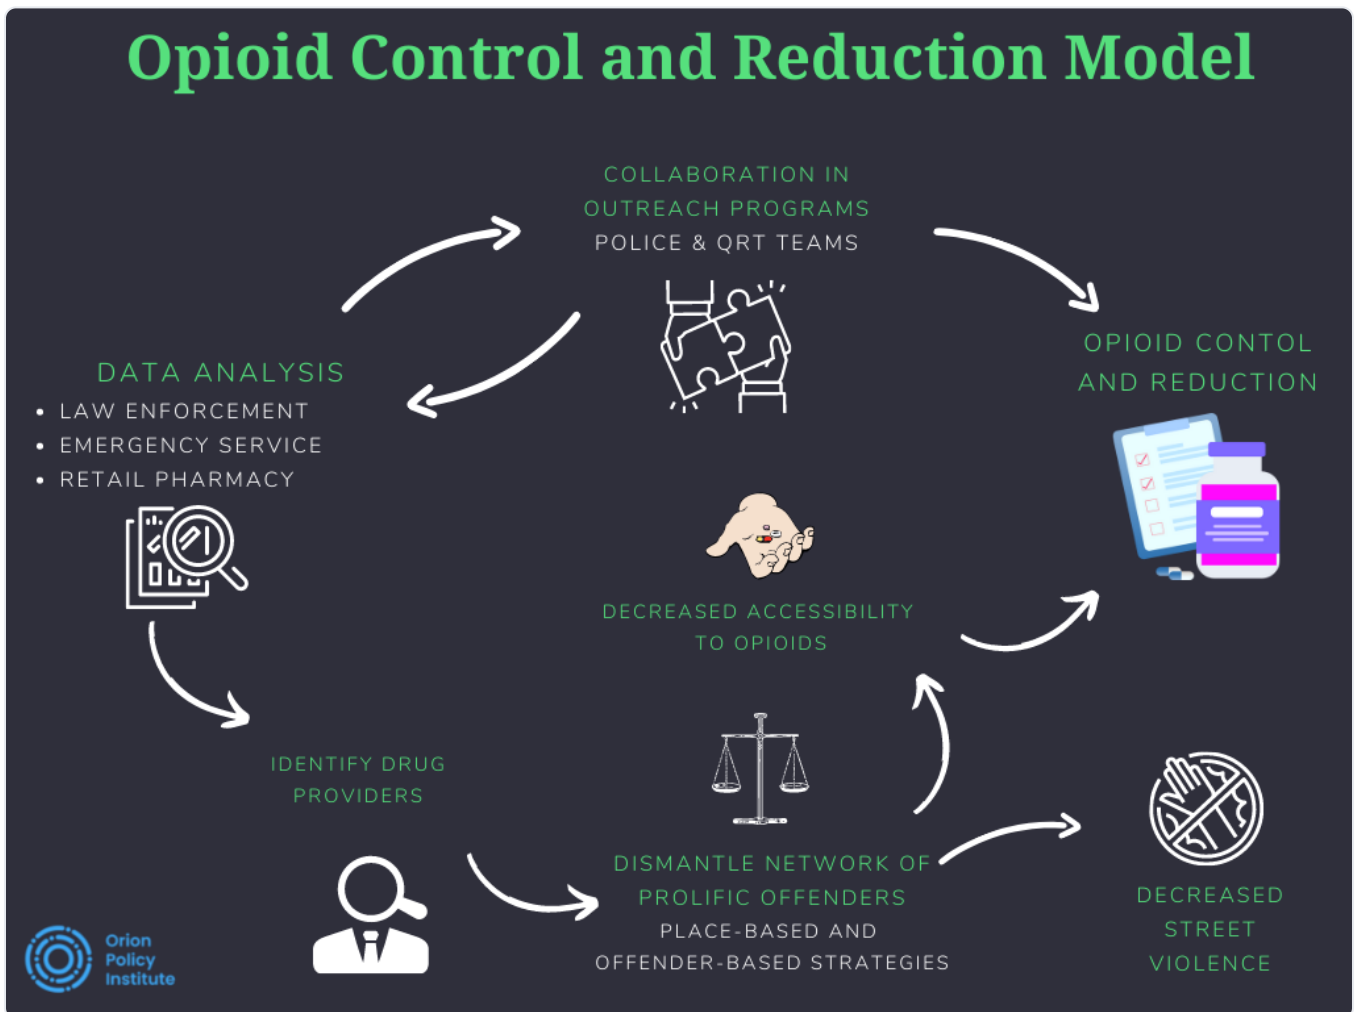 Opioid Control and Reduction Model
COLLABORATION IN
OUTREACH PROGRAMS
POLICE & QRT TEAMS
DATA ANALYSIS
• LAW ENFORCEMENT
• EMERGENCY SERVICE
• RETAIL PHARMACY
OPIOID CONTOL
AND REDUCTION
DECREASED ACCESSIBILITY
TO OPIOIDS
IDENTIFY DRUG
PROVIDERS
DISMANTLE NETWORK OF
PROLIFIC OFFENDERS
PLACE-BASED AND
OFFENDER-BASED STRATEGIES
DECREASED
STREET
VIOLENCE
Orion
Policy
Institute